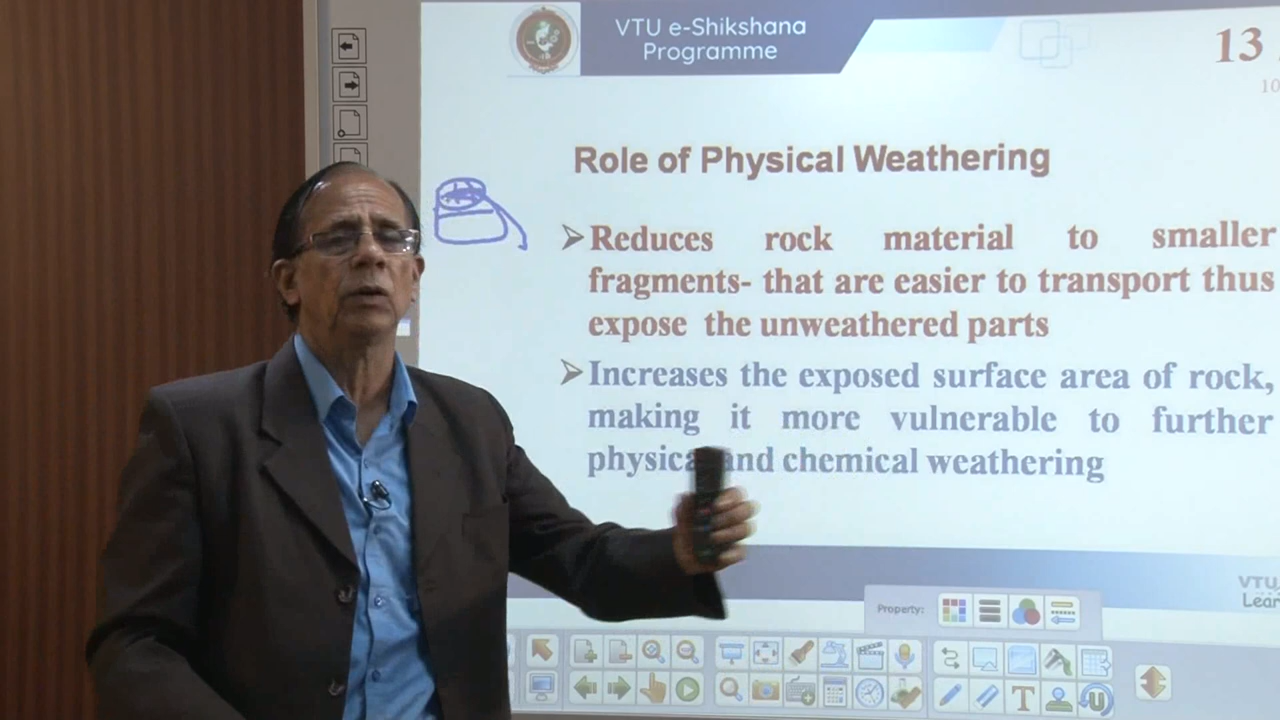 VTU e-Shikshana
Programme
13
10
Role of Physical Weathering
➢Reduces rock material to smaller
fragments- that are easier to transport thus
expose the unweathered parts
➢Increases the exposed surface area of rock,
making it more vulnerable to further
and chemical weathering
VTU
Lear
Property: